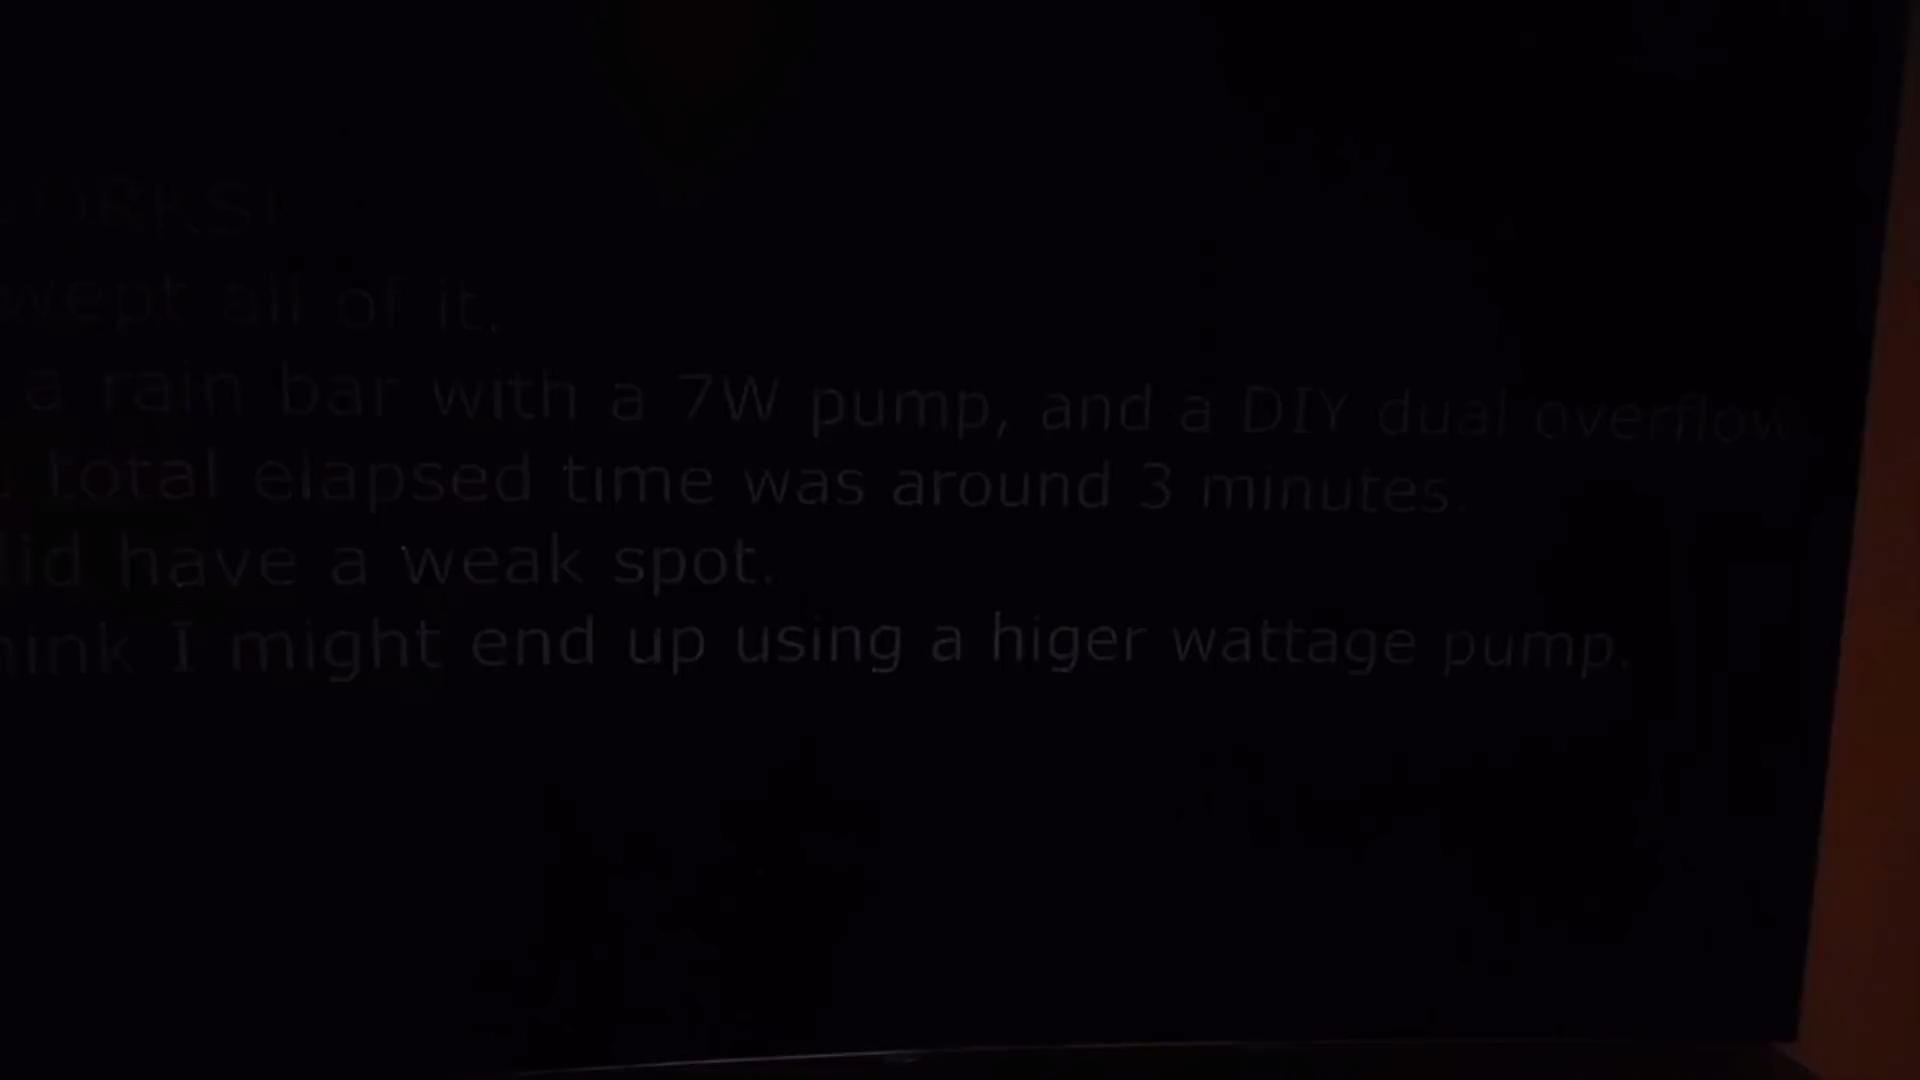 all of it.
a rain bar with a 7W pump, and a DIY dual overflow.
total elapsed time was around 3 minutes.
have a weak spot.
I might end up using a higer wattage pump.